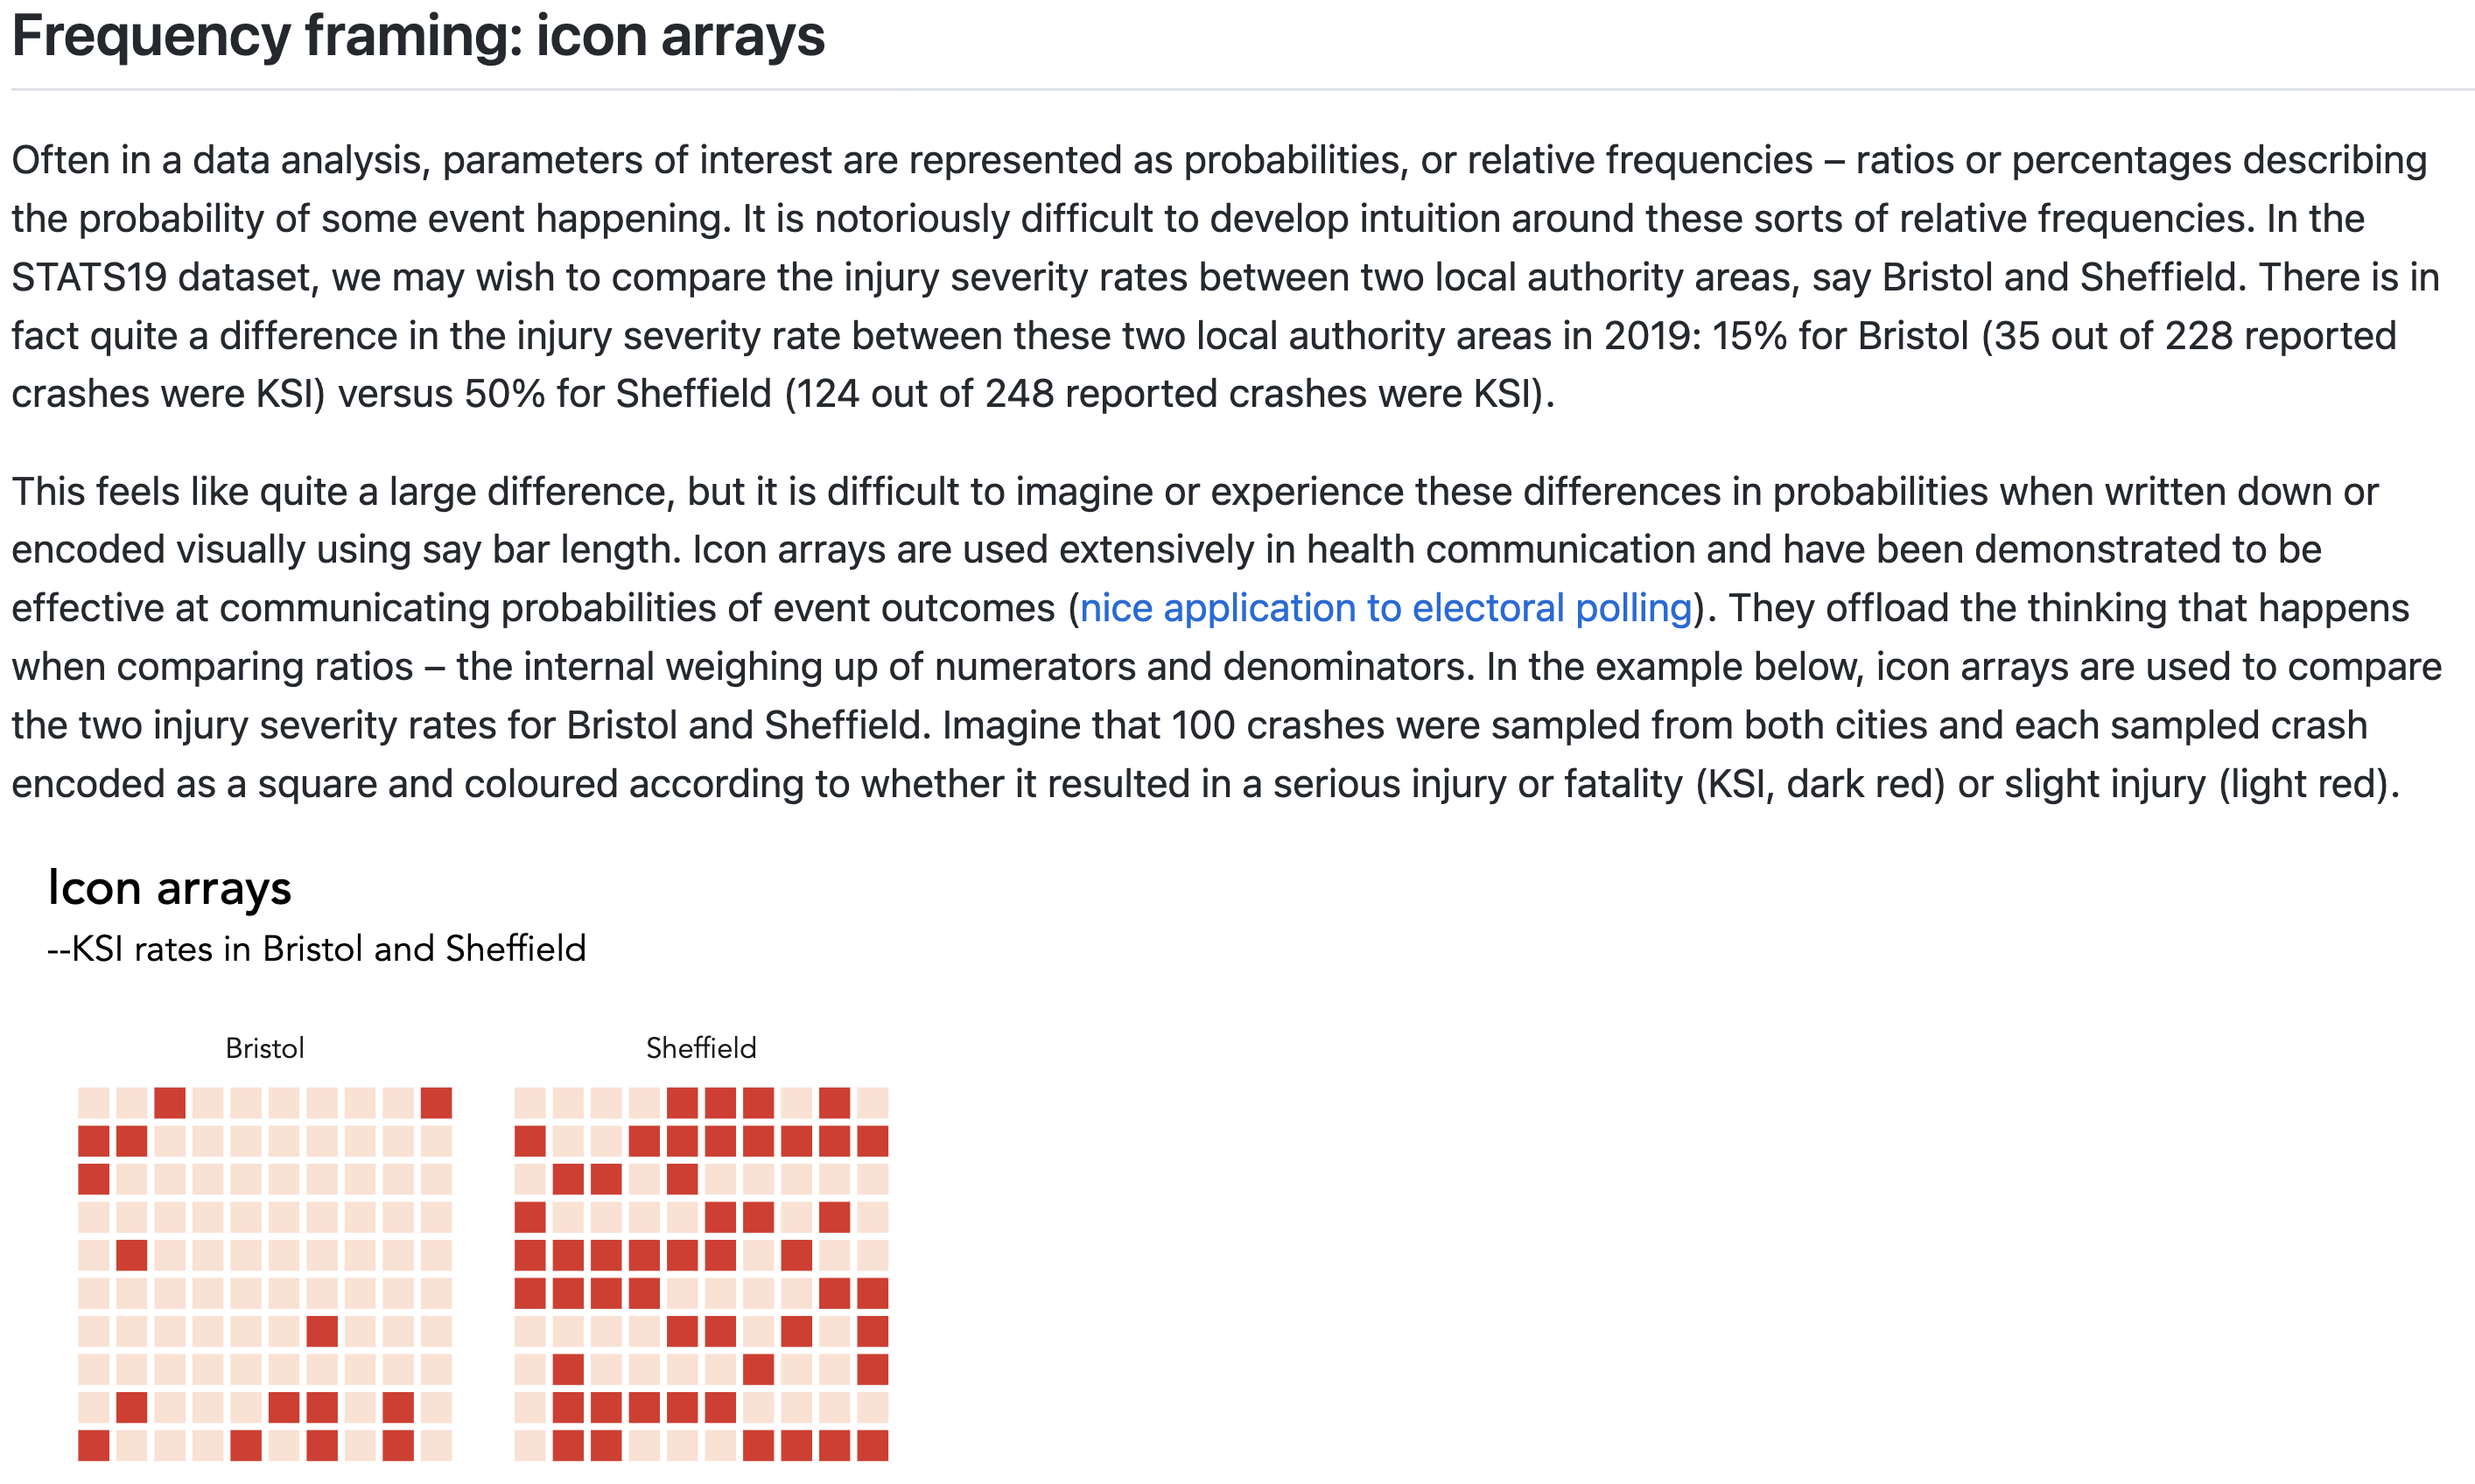 Frequency framing: icon arrays
Often in a data analysis, parameters of interest are represented as probabilities, or relative frequencies – ratios or percentages describing
the probability of some event happening. It is notoriously difficult to develop intuition around these sorts of relative frequencies. In the
STATS19 dataset, we may wish to compare the injury severity rates between two local authority areas, say Bristol and Sheffield. There is in
fact quite a difference in the injury severity rate between these two local authority areas in 2019: 15% for Bristol (35 out of 228 reported
crashes were KSI) versus 50% for Sheffield (124 out of 248 reported crashes were KSI).
This feels like quite a large difference, but it is difficult to imagine or experience these differences in probabilities when written down or
encoded visually using say bar length. Icon arrays are used extensively in health communication and have been demonstrated to be
effective at communicating probabilities of event outcomes (nice application to electoral polling). They offload the thinking that happens
when comparing ratios – the internal weighing up of numerators and denominators. In the example below, icon arrays are used to compare
the two injury severity rates for Bristol and Sheffield. Imagine that 100 crashes were sampled from both cities and each sampled crash
encoded as a square and coloured according to whether it resulted in a serious injury or fatality (KSI, dark red) or slight injury (light red).
Icon arrays
--KSI rates in Bristol and Sheffield
Bristol
Sheffield